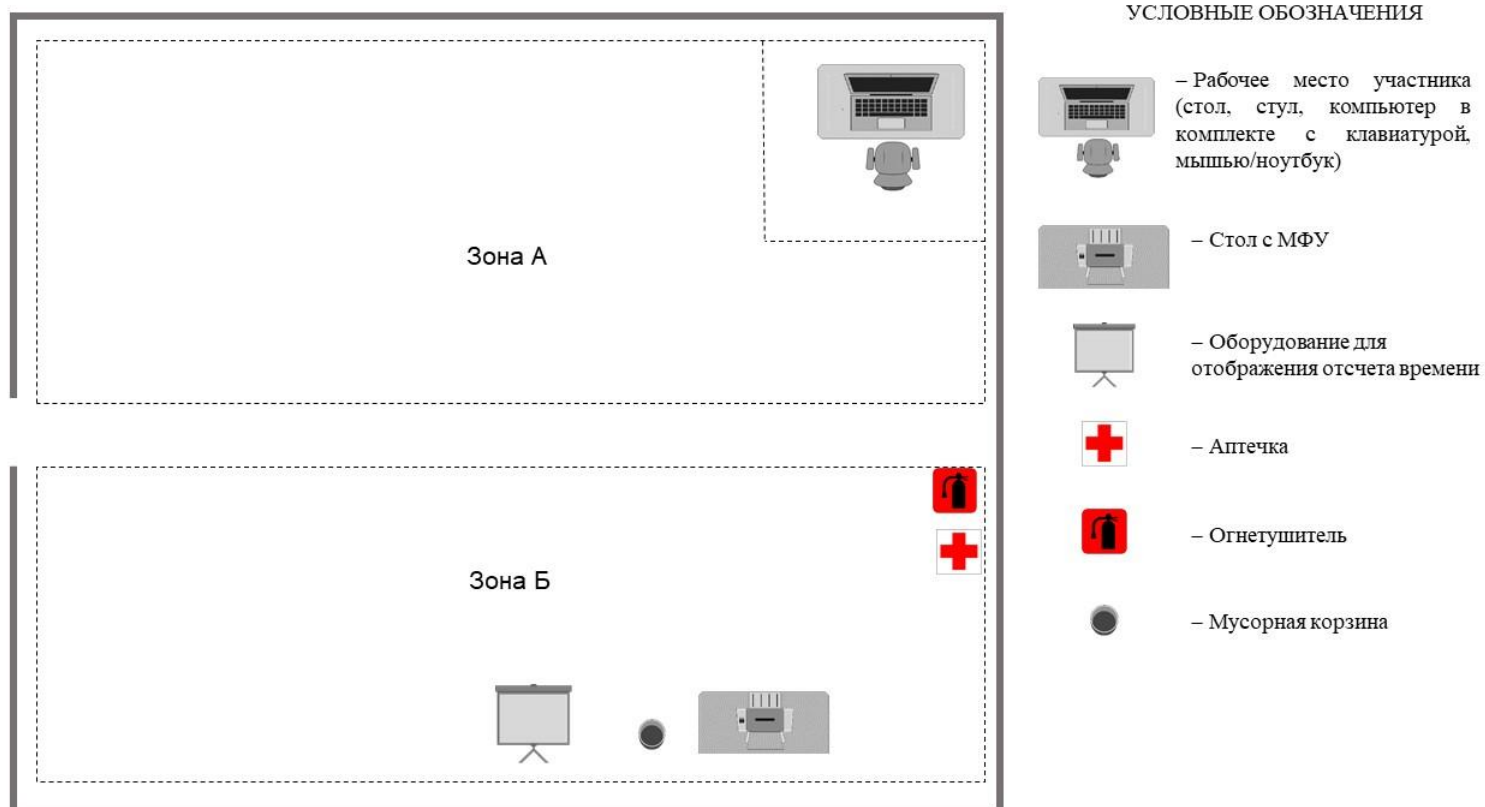 УСЛОВНЫЕ ОБОЗНАЧЕНИЯ
– Рабочее место участника
(стол, стул, компьютер в
комплекте с клавиатурой,
мышью/ноутбук)
– Стол с МФУ
– Оборудование для
отображения отсчета времени
– Аптечка
– Огнетушитель
– Мусорная корзина
Зона А
Зона Б